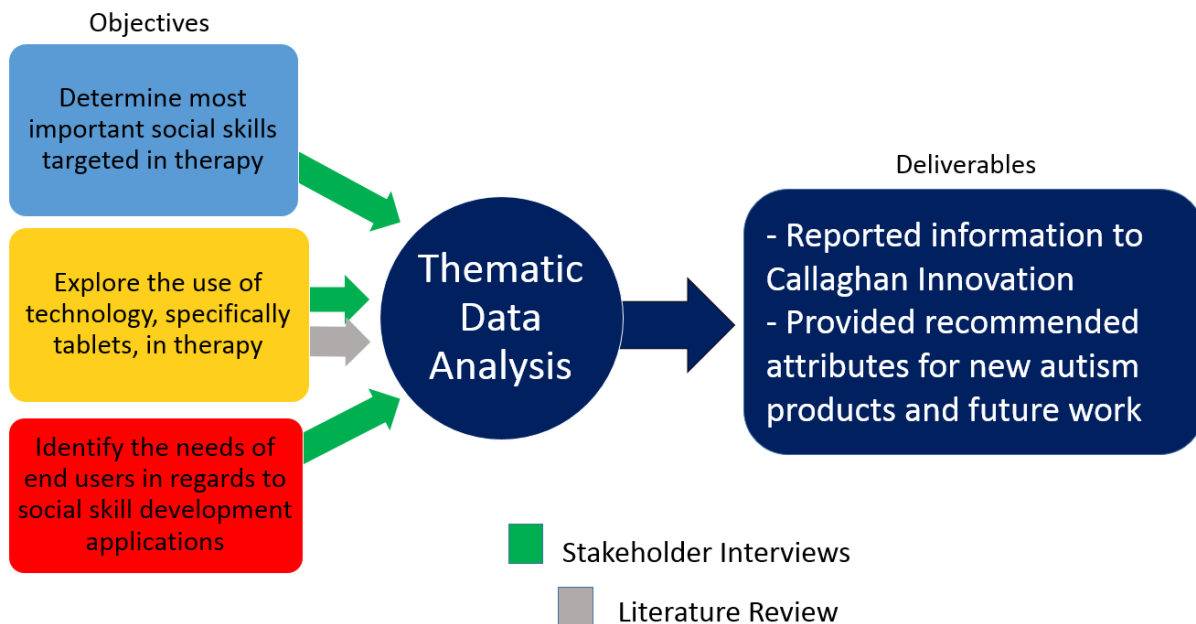 Objectives
Determine most
important social skills
targeted in therapy
Explore the use of
technology, specifically
tablets, in therapy
Identify the needs of
end users in regards to
social skill development
applications
Thematic
Data
Analysis
Deliverables
- Reported information to
Callaghan Innovation
- Provided recommended
attributes for new autism
products and future work
Stakeholder Interviews
Literature Review